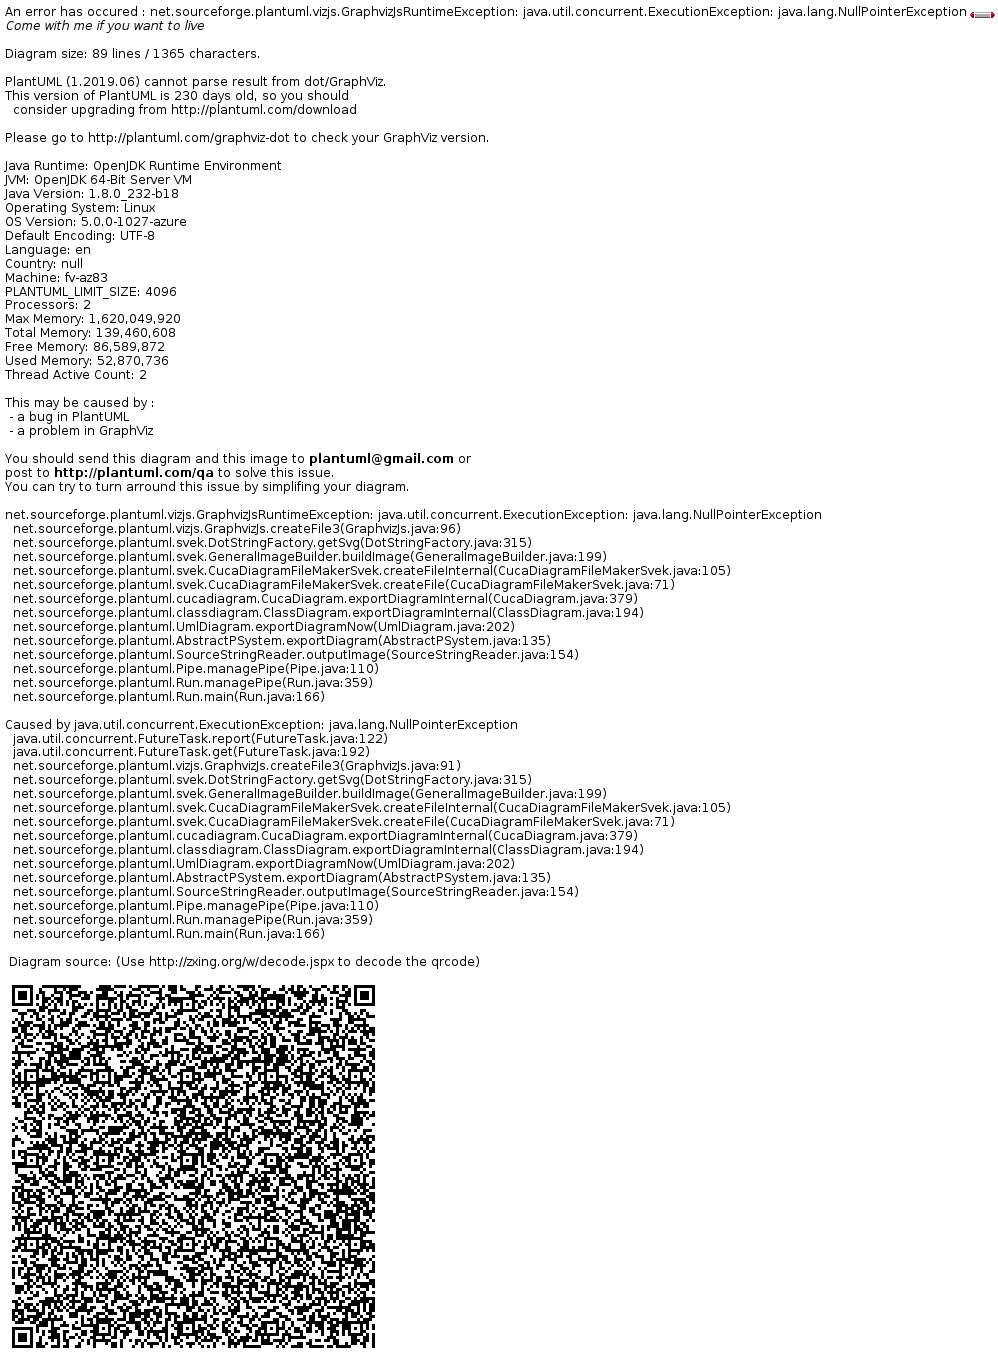 An error has occured : net.sourceforge.plantuml.vizjs.GraphvizJsRuntimeException: java.util.concurrent.ExecutionException: java.lang.NullPointerException
Come with me if you want to live
Diagram size: 89 lines / 1365 characters.
PlantUML (1.2019.06) cannot parse result from dot/GraphViz.
This version of PlantUML is 230 days old, so you should
consider upgrading from http://plantuml.com/download
Please go to http://plantuml.com/graphviz-dot to check your GraphViz version.
Java Runtime: OpenJDK Runtime Environment
JVM: OpenJDK 64-Bit Server VM
Java Version: 1.8.0_232-b18
Operating System: Linux
OS Version: 5.0.0-1027-azure
Default Encoding: UTF-8
Language: en
Country: null
Machine: fv-az83
PLANTUML_LIMIT_SIZE: 4096
Processors: 2
Max Memory: 1,620,049,920
Total Memory: 139,460,608
Free Memory: 86,589,872
Used Memory: 52,870,736
Thread Active Count: 2
This may be caused by :
- a bug in PlantUML
- a problem in GraphViz
You should send this diagram and this image to plantuml@gmail.com or
post to http://plantuml.com/qa to solve this issue.
You can try to turn arround this issue by simplifing your diagram.
net.sourceforge.plantuml.vizjs.GraphvizJsRuntimeException: java.util.concurrent.ExecutionException: java.lang.NullPointerException
net.sourceforge.plantuml.vizjs.GraphvizJs.createFile3(GraphvizJs.java:96)
net.sourceforge.plantuml.svek.DotStringFactory.getSvg(DotStringFactory.java:315)
net.sourceforge.plantuml.svek.GeneralImageBuilder.buildImage(GeneralImageBuilder.java:199)
net.sourceforge.plantuml.svek.CucaDiagramFileMakerSvek.createFileInternal(CucaDiagramFileMakerSvek.java:105)
net.sourceforge.plantuml.svek.CucaDiagramFileMakerSvek.createFile(CucaDiagramFileMakerSvek.java:71)
net.sourceforge.plantuml.cucadiagram.CucaDiagram.exportDiagramInternal(CucaDiagram.java:379)
net.sourceforge.plantuml.classdiagram.ClassDiagram.exportDiagramInternal(ClassDiagram.java:194)
net.sourceforge.plantuml.UmlDiagram.exportDiagramNow(UmlDiagram.java:202)
net.sourceforge.plantuml.AbstractPSystem.exportDiagram(AbstractPSystem.java:135)
net.sourceforge.plantuml.SourceStringReader.outputImage(SourceStringReader.java:154)
net.sourceforge.plantuml.Pipe.managePipe(Pipe.java:110)
net.sourceforge.plantuml.Run.managePipe(Run.java:359)
net.sourceforge.plantuml.Run.main(Run.java:166)
Caused by java.util.concurrent.ExecutionException: java.lang.NullPointerException
java.util.concurrent.FutureTask.report(FutureTask.java:122)
java.util.concurrent.FutureTask.get(FutureTask.java:192)
net.sourceforge.plantuml.vizjs.GraphvizJs.createFile3(GraphvizJs.java:91)
net.sourceforge.plantuml.svek.DotStringFactory.getSvg(DotStringFactory.java:315)
net.sourceforge.plantuml.svek.GeneralImageBuilder.buildImage(GeneralImageBuilder.java:199)
net.sourceforge.plantuml.svek.CucaDiagramFileMakerSvek.createFileInternal(CucaDiagramFileMakerSvek.java:105)
net.sourceforge.plantuml.svek.CucaDiagramFileMakerSvek.createFile(CucaDiagramFileMakerSvek.java:71)
net.sourceforge.plantuml.cucadiagram.CucaDiagram.exportDiagramInternal(CucaDiagram.java:379)
net.sourceforge.plantuml.classdiagram.ClassDiagram.exportDiagramInternal(ClassDiagram.java:194)
net.sourceforge.plantuml.UmlDiagram.exportDiagramNow(UmlDiagram.java:202)
net.sourceforge.plantuml.AbstractPSystem.exportDiagram(AbstractPSystem.java:135)
net.sourceforge.plantuml.SourceStringReader.outputImage(SourceStringReader.java:154)
net.sourceforge.plantuml.Pipe.managePipe(Pipe.java:110)
net.sourceforge.plantuml.Run.managePipe(Run.java:359)
net.sourceforge.plantuml.Run.main(Run.java:166)
Diagram source: (Use http://zxing.org/w/decode.jspx to decode the qrcode)